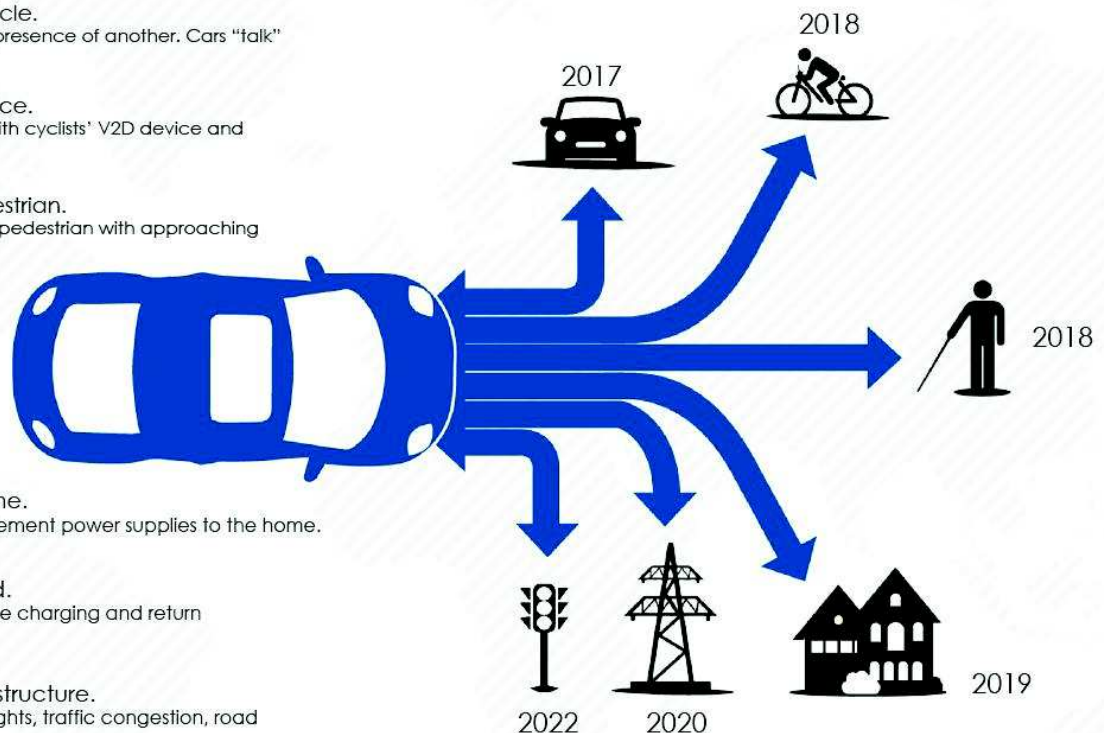 cle.
presence of another. Cars “talk”
ce.
ith cyclists’ V2D device and
estrian.
pedestrian with approaching
ne.
ement power supplies to the home.
d.
e charging and return
structure.
ghts, traffic congestion, road
2017
2018
2018
2019
2022
2020